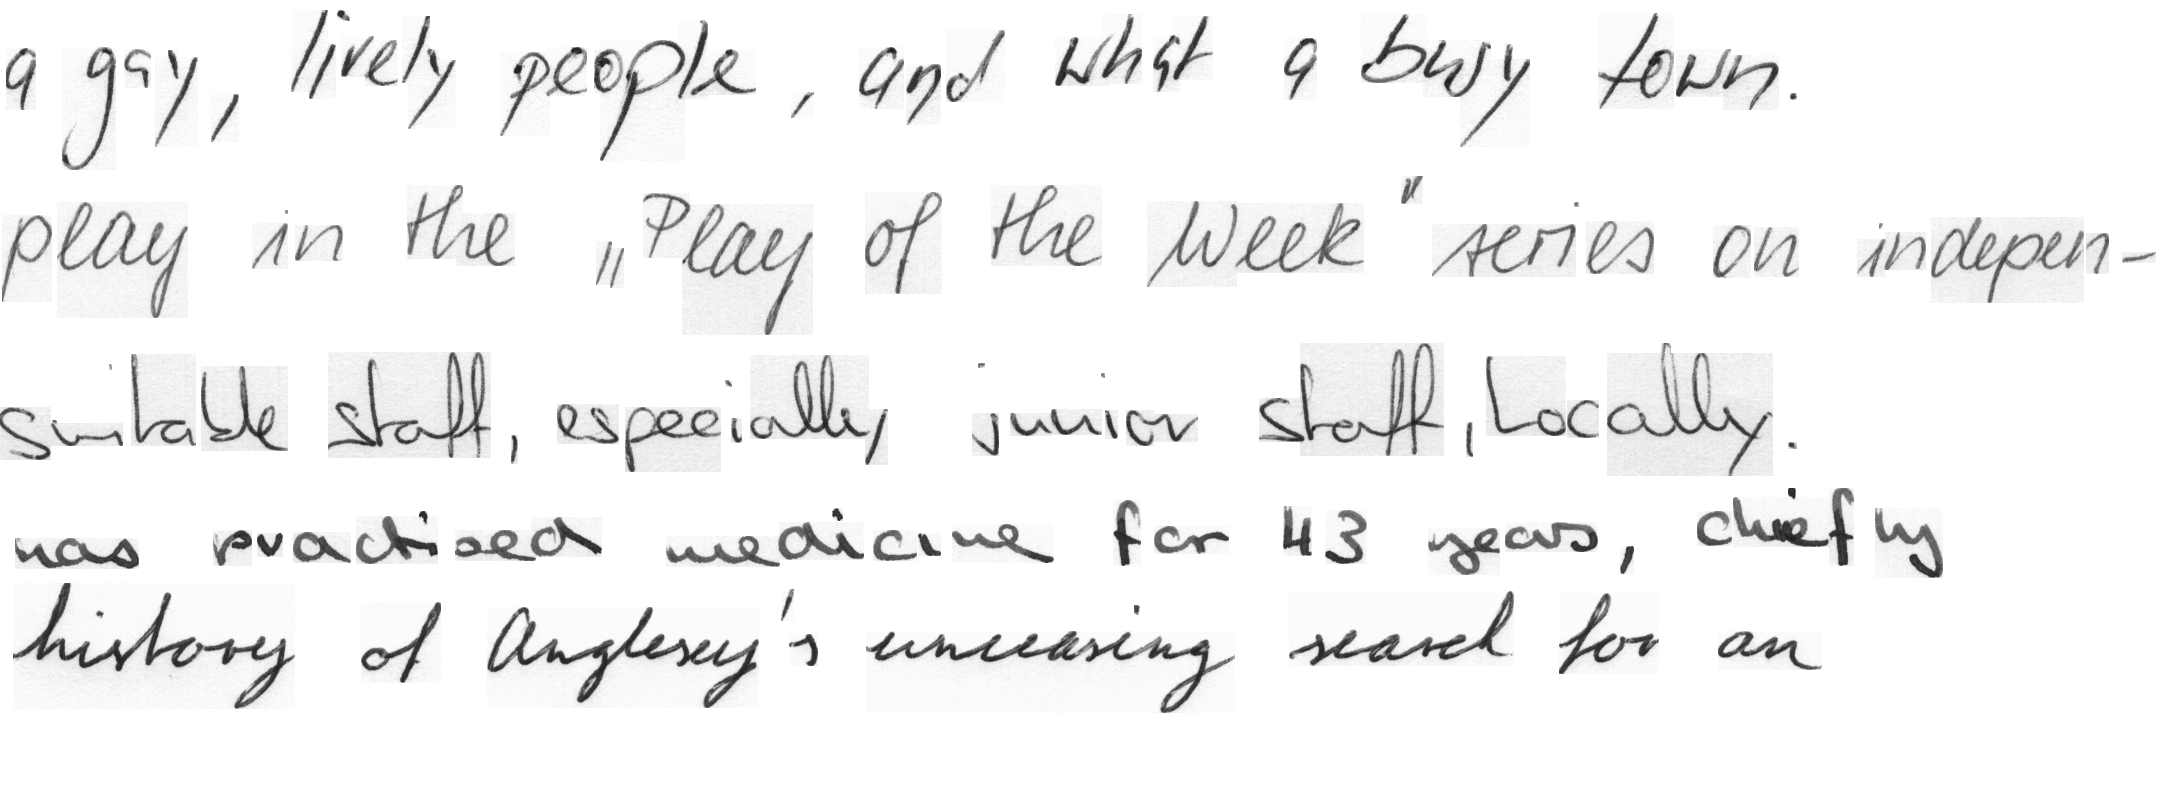 a gay, lively people, and what a busy town.
play in the "Play of the Week" series on indepen-
suitable staff, especially junior staff, locally.
has practised medicine for 43 years, chiefly
history of Anglesey's unceasing search for an